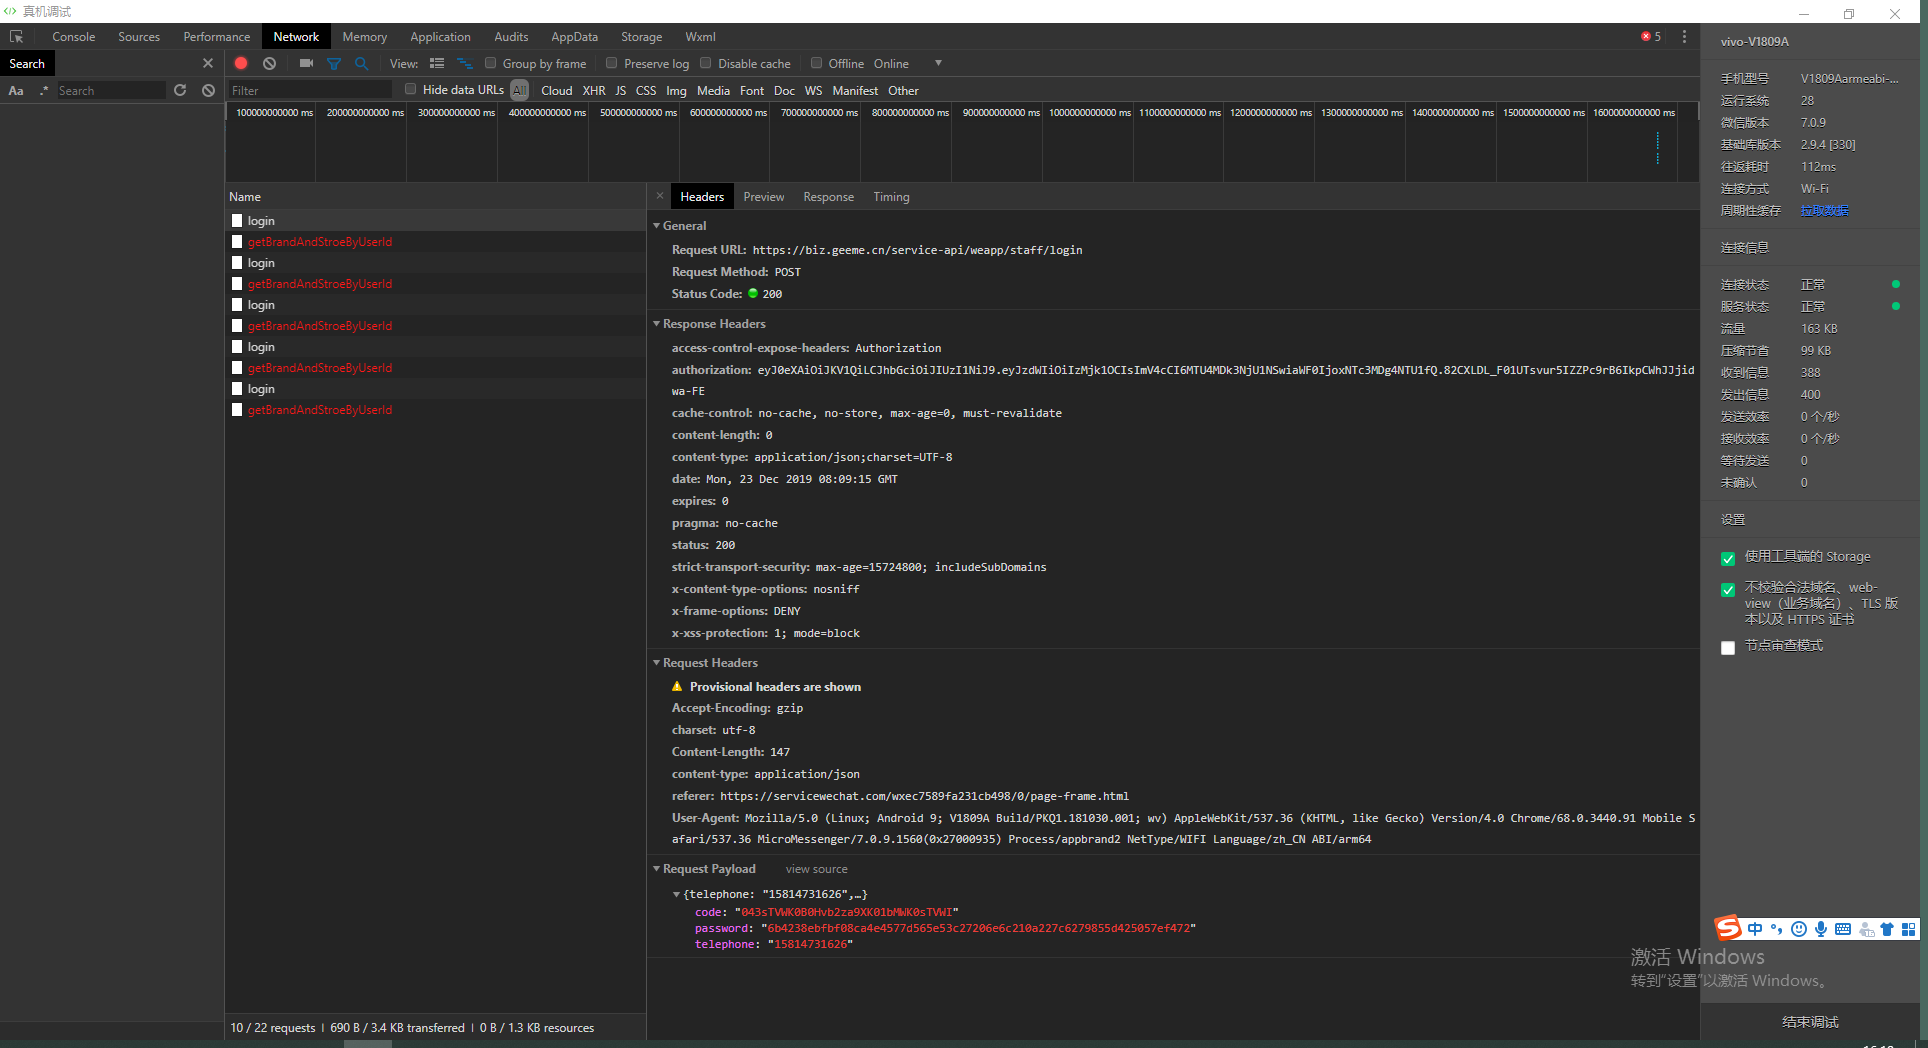 真机调试
Console Sources Performance Network Memory Application Audits AppData Storage Wxml 5
Search
View: Group by frame Preserve log Disable cache Offline Online
Aa .* Search
Filter Hide data URLs All Cloud XHR JS CSS Img Media Font Doc WS Manifest Other
100000000000 ms 200000000000 ms 300000000000 ms 400000000000 ms 500000000000 ms 600000000000 ms 700000000000 ms 800000000000 ms 900000000000 ms 1000000000000 ms 1100000000000 ms 1200000000000 ms 1300000000000 ms 1400000000000 ms 1500000000000 ms 1600000000000 ms
Name
login
getBrandAndStroeByUserId
login
getBrandAndStroeByUserId
login
getBrandAndStroeByUserId
login
getBrandAndStroeByUserId
login
getBrandAndStroeByUserId
10 / 22 requests | 690 B / 3.4 KB transferred | 0 B / 1.3 KB resources
Headers Preview Response Timing
General
Request URL: https://biz.geeme.cn/service-api/weapp/staff/login
Request Method: POST
Status Code: 200
Response Headers
access-control-expose-headers: Authorization
authorization: eyJ0eXAiOiJKV1QiLCJhbGciOiJIUzI1NiJ9.eyJzdWIiOiIzMjk1OCIsImV4cCI6MTU4MDk3NjU1NSwiaWF0IjoxNTc3MDg4NTU1fQ.82CXLDL_F01UTsvur5IZZPc9rB6IkpCWhJJjid
wa-FE
cache-control: no-cache, no-store, max-age=0, must-revalidate
content-length: 0
content-type: application/json;charset=UTF-8
date: Mon, 23 Dec 2019 08:09:15 GMT
expires: 0
pragma: no-cache
status: 200
strict-transport-security: max-age=15724800; includeSubDomains
x-content-type-options: nosniff
x-frame-options: DENY
x-xss-protection: 1; mode=block
Request Headers
Provisional headers are shown
Accept-Encoding: gzip
charset: utf-8
Content-Length: 147
content-type: application/json
referer: https://servicewechat.com/wxec7589fa231cb498/0/page-frame.html
User-Agent: Mozilla/5.0 (Linux; Android 9; V1809A Build/PKQ1.181030.001; wv) AppleWebKit/537.36 (KHTML, like Gecko) Version/4.0 Chrome/68.0.3440.91 Mobile S
afari/537.36 MicroMessenger/7.0.9.1560(0x27000935) Process/appbrand2 NetType/WIFI Language/zh_CN ABI/arm64
Request Payload view source
{telephone: "15814731626",…}
code: "043sTVWK0B0Hvb2za9XK01bMWK0sTVWI"
password: "6b4238ebfbf08ca4e4577d565e53c27206e6c210a227c6279855d425057ef472"
telephone: "15814731626"
vivo-V1809A
手机型号 V1809Aarmeabi-...
运行系统 28
微信版本 7.0.9
基础库版本 2.9.4 [330]
往返耗时 112ms
连接方式 Wi-Fi
周期性缓存 拉取数据
连接信息
连接状态 正常
服务状态 正常
流量 163 KB
压缩节省 99 KB
收到信息 388
发出信息 400
发送效率 0 个/秒
接收效率 0 个/秒
等待发送 0
未确认 0
设置
使用工具端的 Storage
不校验合法域名、web-
view（业务域名）、TLS 版
本以及 HTTPS 证书
节点审查模式
S 中
激活 Windows
转到“设置”以激活 Windows。
结束调试